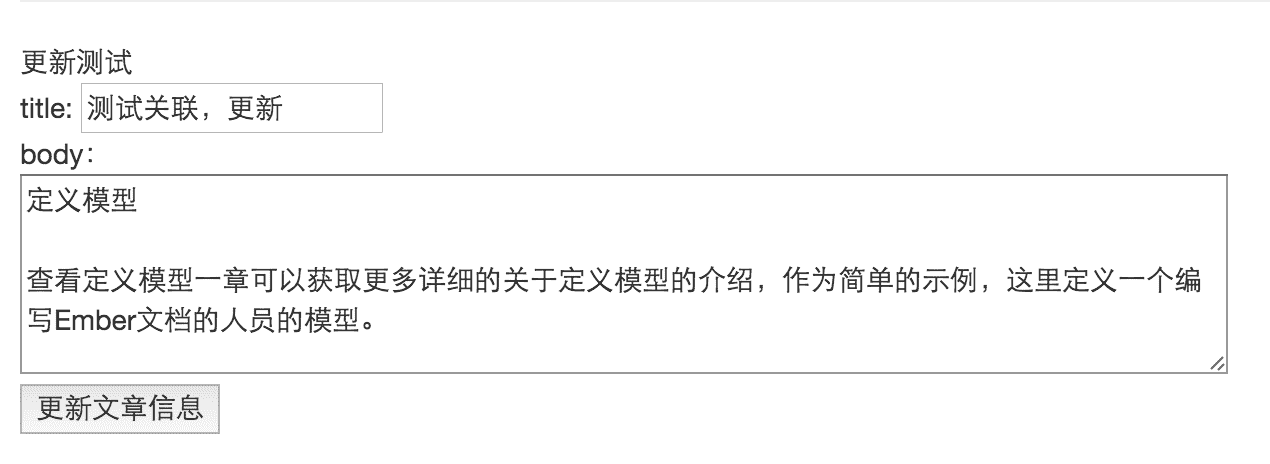 更新测试
title: 测试关联，更新
body：
定义模型
查看定义模型一章可以获取更多详细的关于定义模型的介绍，作为简单的示例，这里定义一个编
写Ember文档的人员的模型。
更新文章信息